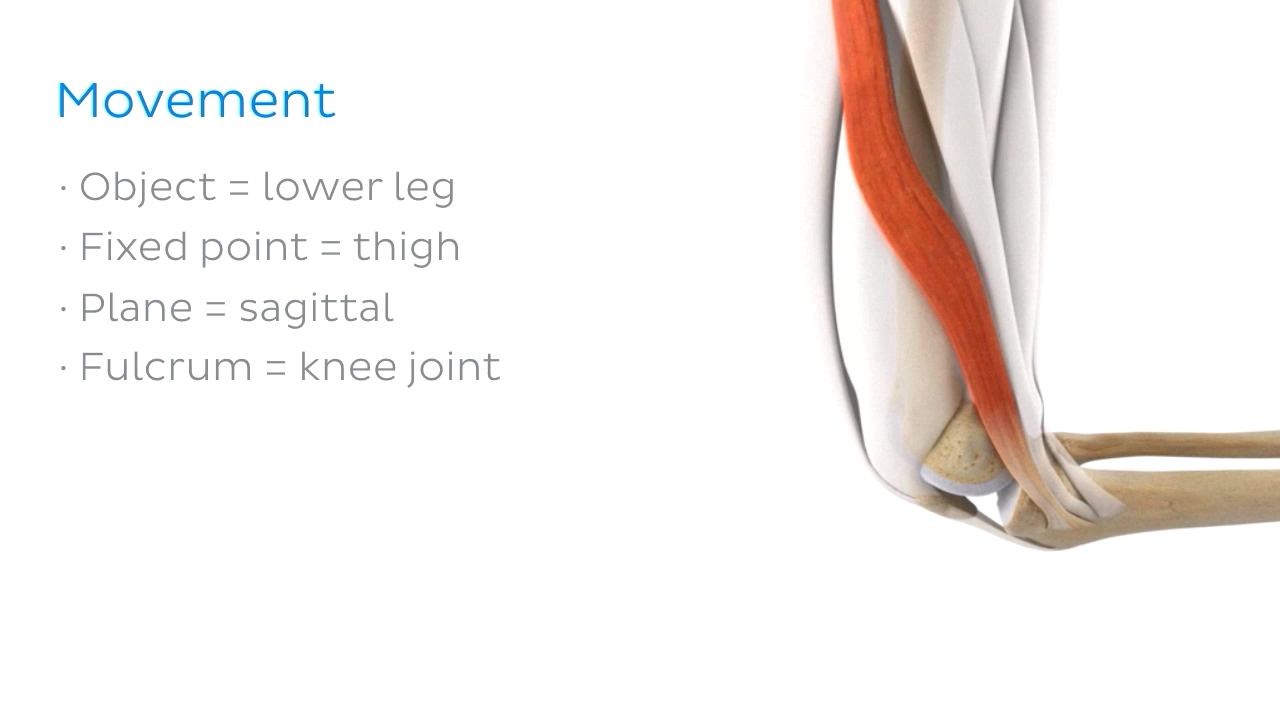 Movement
· Object = lower leg
· Fixed point = thigh
· Plane = sagittal
· Fulcrum = knee joint